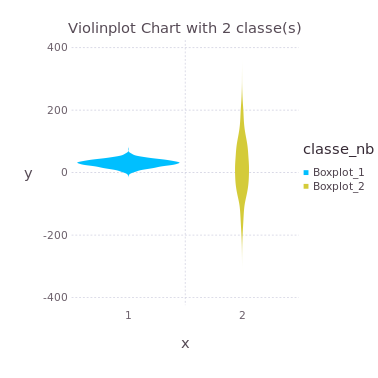 Violinplot Chart with 2 classe(s)
400
200
0
-200
-400
y
1
2
x
classe_nb
Boxplot_1
Boxplot_2